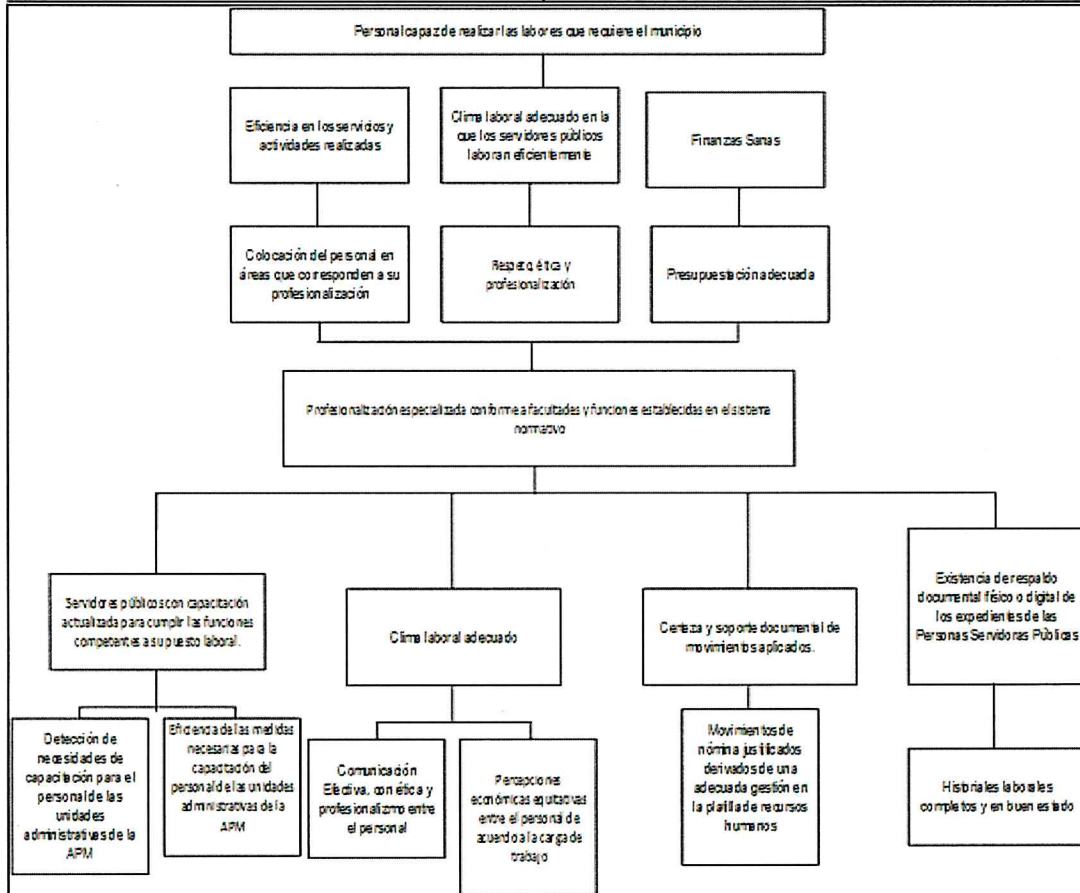 Personal capaz de realizar las labores que requiere el municipio
Eficiencia en los servicios y
actividades realizadas
Clima laboral adecuado en la
que los servidores públicos
laboran eficientemente
Finanzas Sanas
Colocación del personal en
áreas que corresponden a su
profesionalización
Respeto, ética y
profesionalización
Presupuestación adecuada
Profesionalización especializada conforme a facultades y funciones establecidas en el sistema
normativo
Servidores públicos con capacitación
actualizada para cumplir las funciones
competentes a su puesto laboral.
Clima laboral adecuado
Certeza y soporte documental de
movimientos aplicados.
Existencia de respaldo
documental físico o digital de
los expedientes de las
Personas Servidoras Públicas
Detección de
necesidades de
capacitación para el
personal de las
unidades
administrativas de la
APM
Eficiencia de las medidas
necesarias para la
capacitación del
personal de las unidades
administrativas de la
APM
Comunicación
Efectiva, con ética y
profesionalizmo entre
el personal
Percepciones
económicas equitativas
entre el personal de
acuerdo a la carga de
trabajo
Movimientos de
nómina justificados
derivados de una
adecuada gestión en
la platilla de recursos
humanos
Historiales laborales
completos y en buen estado